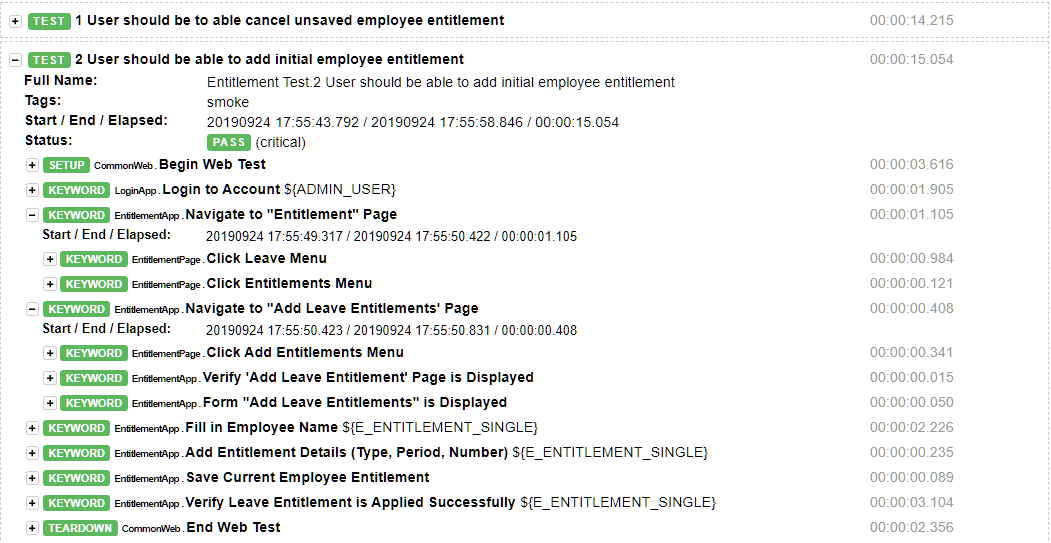 + TEST 1 User should be to able cancel unsaved employee entitlement 00:00:14.215
- TEST 2 User should be able to add initial employee entitlement 00:00:15.054
Full Name: Entitlement Test.2 User should be able to add initial employee entitlement
Tags: smoke
Start / End / Elapsed: 20190924 17:55:43.792 / 20190924 17:55:58.846 / 00:00:15.054
Status: PASS (critical)
+ SETUP CommonWeb.Begin Web Test 00:00:03.616
+ KEYWORD LoginApp.Login to Account ${ADMIN_USER} 00:00:01.905
- KEYWORD EntitlementApp.Navigate to "Entitlement" Page 00:00:01.105
Start / End / Elapsed: 20190924 17:55:49.317 / 20190924 17:55:50.422 / 00:00:01.105
+ KEYWORD EntitlementPage.Click Leave Menu 00:00:00.984
+ KEYWORD EntitlementPage.Click Entitlements Menu 00:00:00.121
- KEYWORD EntitlementApp.Navigate to "Add Leave Entitlements' Page 00:00:00.408
Start / End / Elapsed: 20190924 17:55:50.423 / 20190924 17:55:50.831 / 00:00:00.408
+ KEYWORD EntitlementPage.Click Add Entitlements Menu 00:00:00.341
+ KEYWORD EntitlementApp.Verify 'Add Leave Entitlement' Page is Displayed 00:00:00.015
+ KEYWORD EntitlementApp.Form "Add Leave Entitlements" is Displayed 00:00:00.050
+ KEYWORD EntitlementApp.Fill in Employee Name ${E_ENTITLEMENT_SINGLE} 00:00:02.226
+ KEYWORD EntitlementApp.Add Entitlement Details (Type, Period, Number) ${E_ENTITLEMENT_SINGLE} 00:00:00.235
+ KEYWORD EntitlementApp.Save Current Employee Entitlement 00:00:00.089
+ KEYWORD EntitlementApp.Verify Leave Entitlement is Applied Successfully ${E_ENTITLEMENT_SINGLE} 00:00:03.104
+ TEARDOWN CommonWeb.End Web Test 00:00:02.356